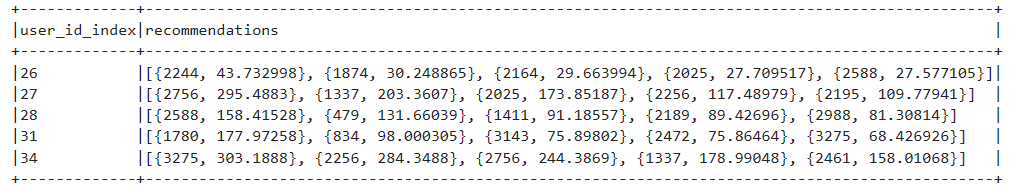 +-------------+-----------------------------------------------------------------------------------------------+
|user_id_index|recommendations                                                                                |
+-------------+-----------------------------------------------------------------------------------------------+
|26           |[{2244, 43.732998}, {1874, 30.248865}, {2164, 29.663994}, {2025, 27.709517}, {2588, 27.577105}]|
|27           |[{2756, 295.4883}, {1337, 203.3607}, {2025, 173.85187}, {2256, 117.48979}, {2195, 109.77941}]  |
|28           |[{2588, 158.41528}, {479, 131.66039}, {1411, 91.18557}, {2189, 89.42696}, {2988, 81.30814}]    |
|31           |[{1780, 177.97258}, {834, 98.000305}, {3143, 75.89802}, {2472, 75.86464}, {3275, 68.426926}]   |
|34           |[{3275, 303.1888}, {2256, 284.3488}, {2756, 244.3869}, {1337, 178.99048}, {2461, 158.01068}]   |
+-------------+-----------------------------------------------------------------------------------------------+